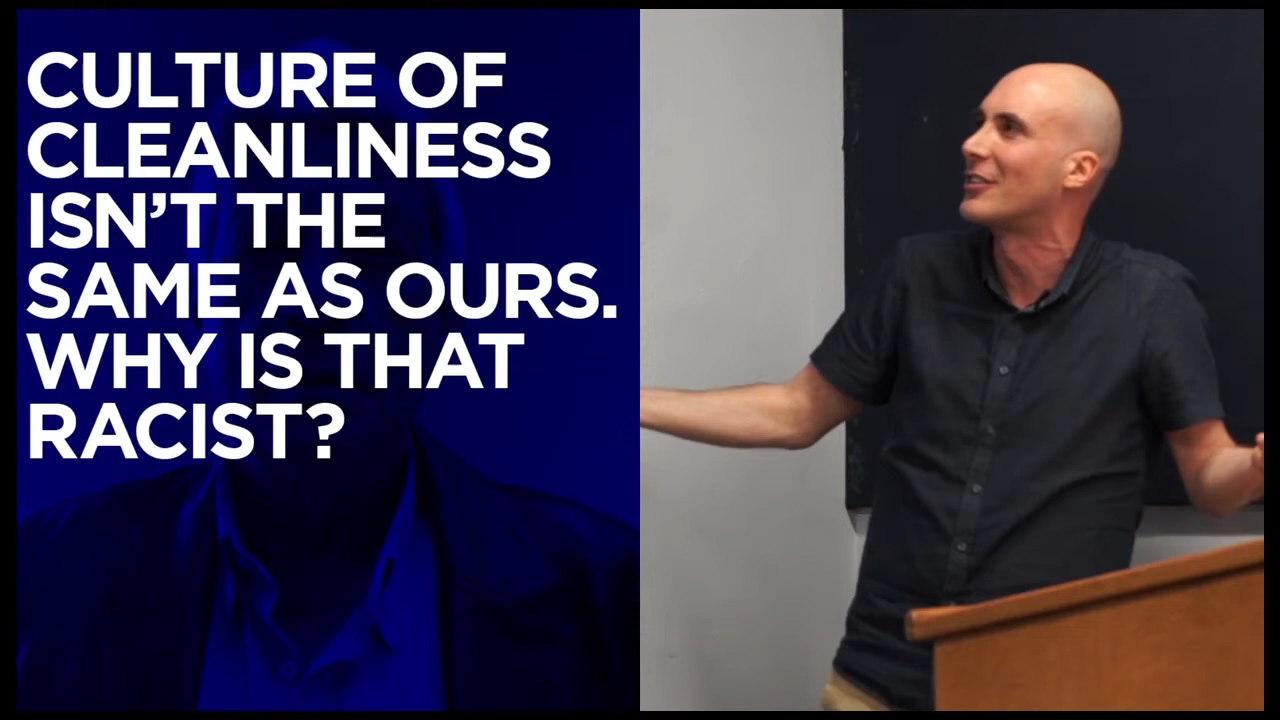 CULTURE OF
CLEANLINESS
ISN’T THE
SAME AS OURS.
WHY IS THAT
RACIST?